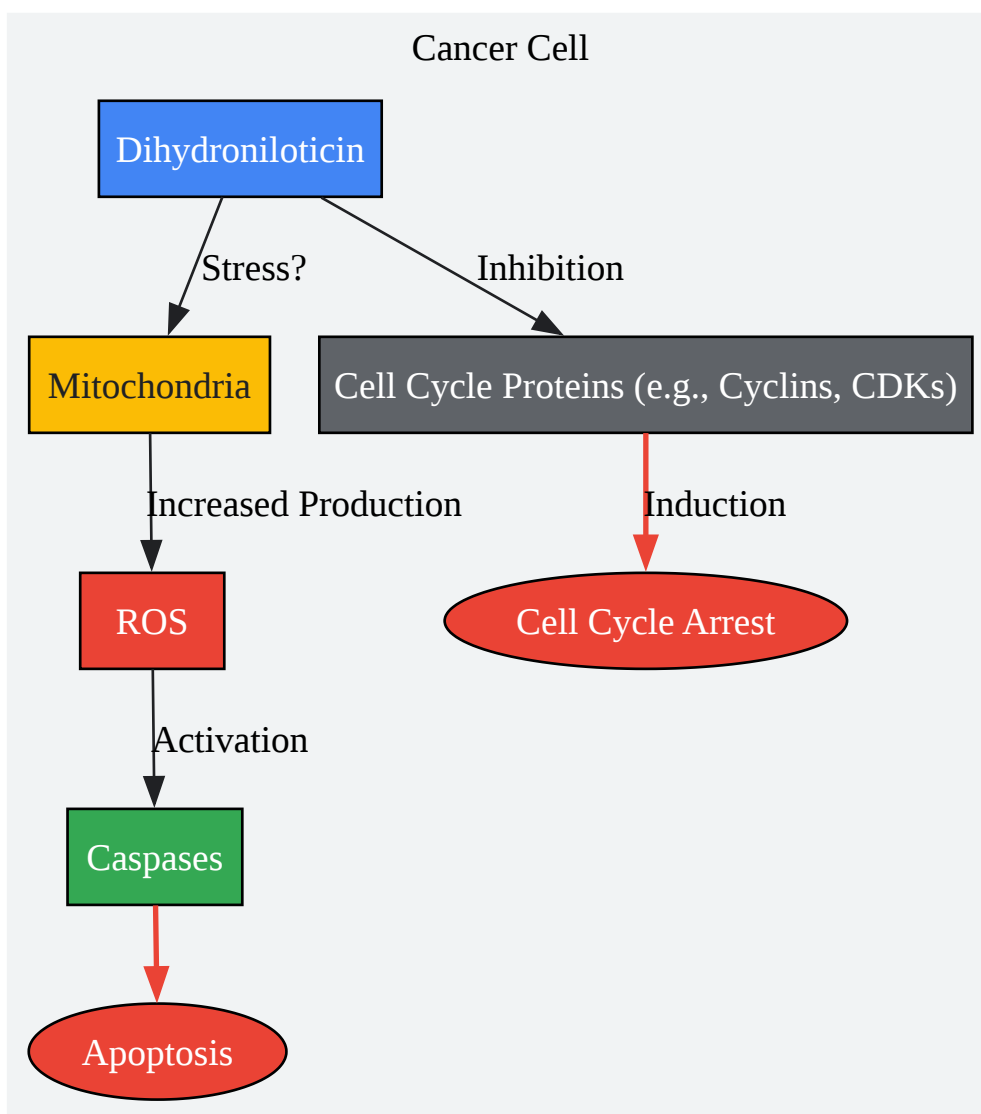 Cancer Cell
Dihydroniloticin
Stress?
Inhibition
Mitochondria
Cell Cycle Proteins (e.g., Cyclins, CDKs)
Increased Production
Induction
ROS
Cell Cycle Arrest
Activation
Caspases
Apoptosis